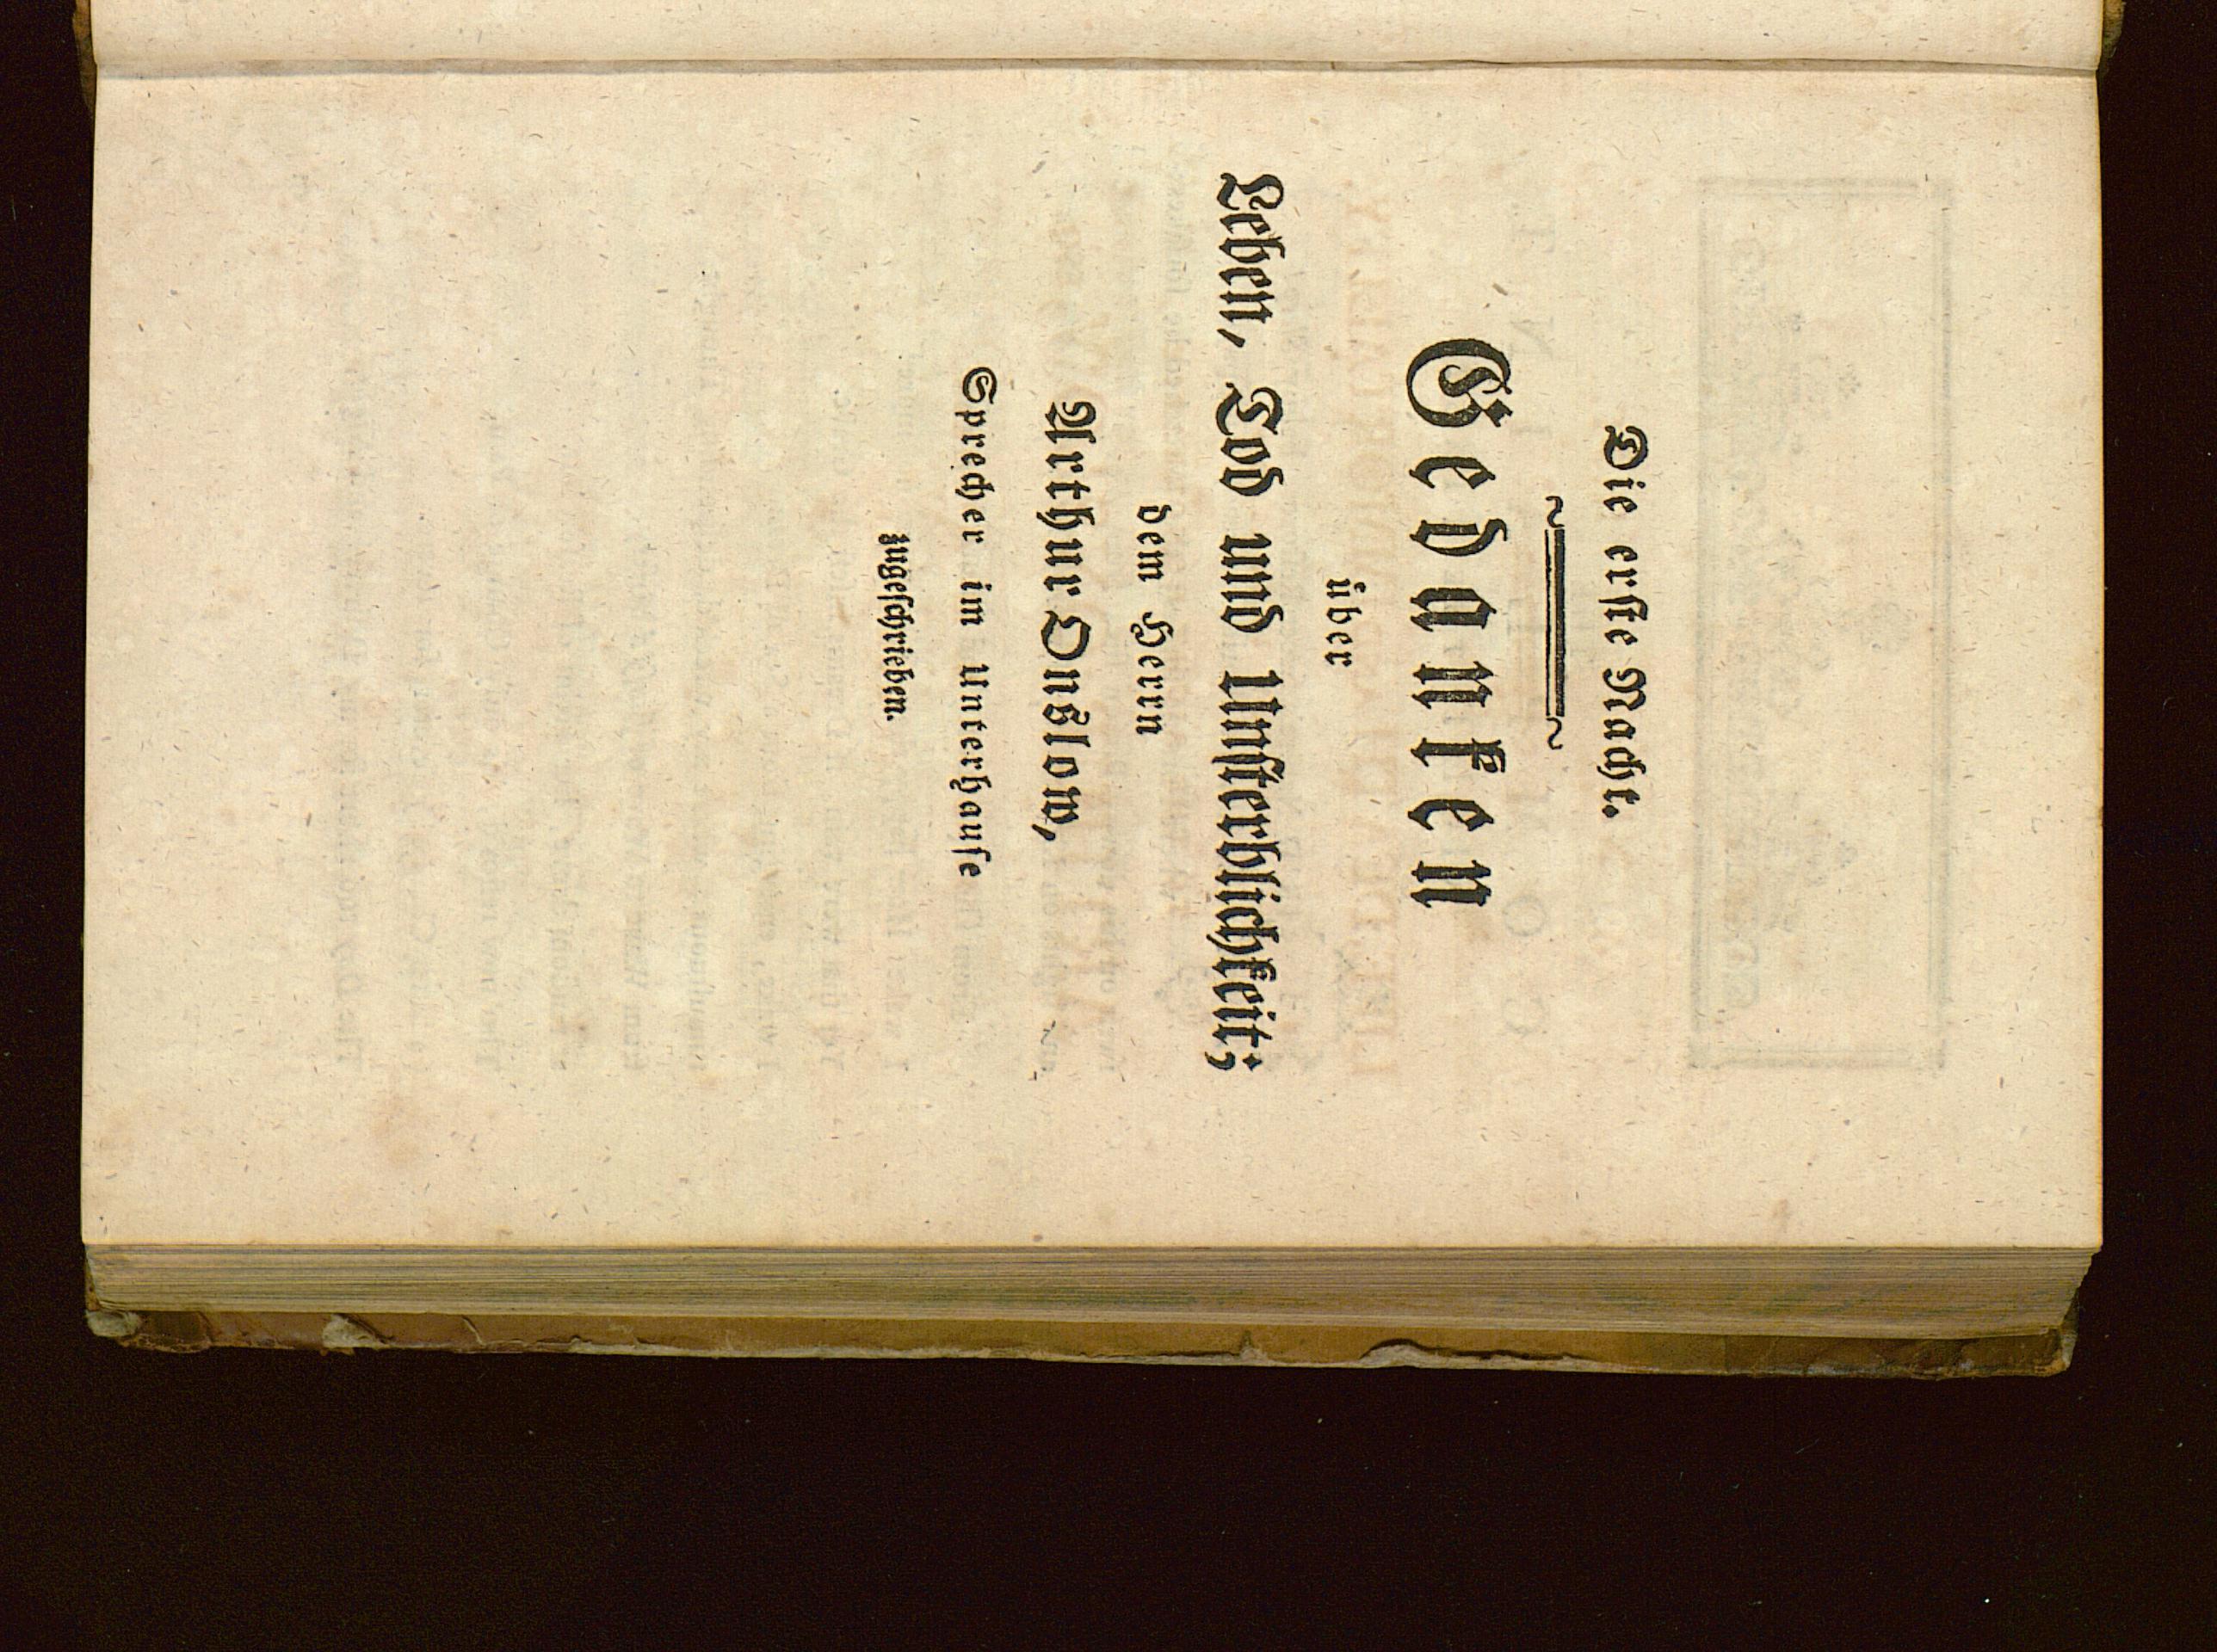 Die erſte Nacht.
Gedanken
über
Leben, Tod und Unſterblichkeit;
dem Herrn
Arthur Onslow,
Sprecher im Unterhauſe
zugeſchrieben.